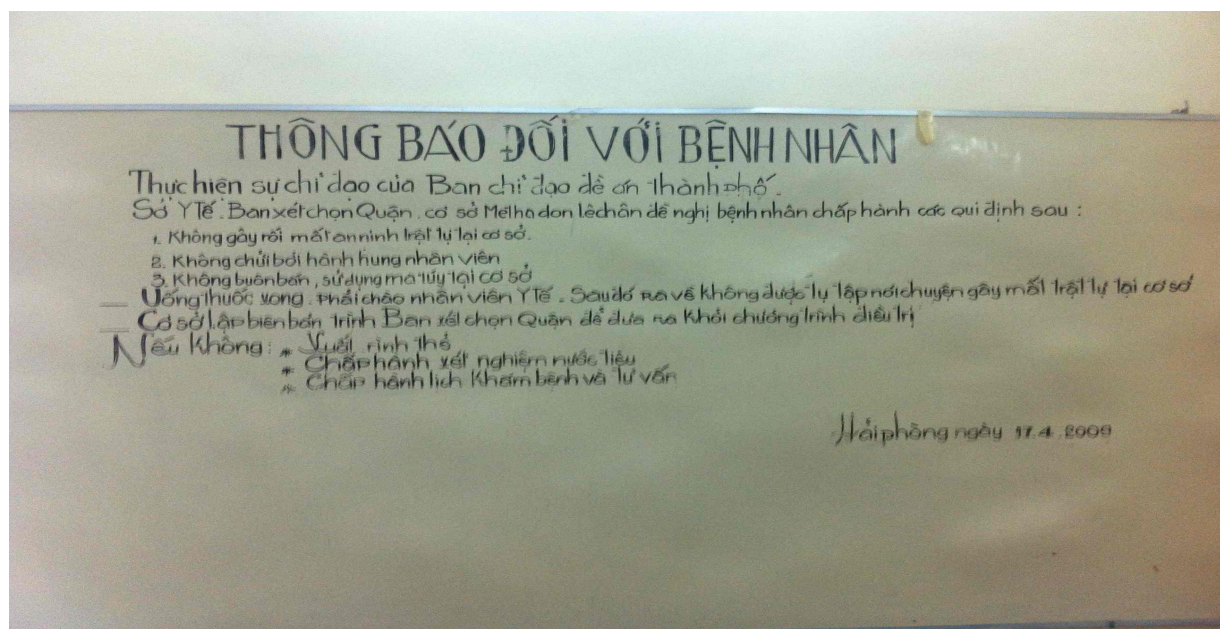 THÔNG BÁO ĐỐI VỚI BỆNH NHÂN
Thực hiện sự chỉ đạo của Ban chỉ đạo đề án thành phố.
Sở Y Tế. Ban xét chọn Quận. cơ sở Methadon lêchân đề nghị bệnh nhân chấp hành các qui định sau :
1. Không gây rối mất an ninh trật tự tại cơ sở.
2. Không chửi bới hành hung nhân viên
3. Không buôn bán, sử dụng ma túy tại cơ sở
— Uống thuốc xong. Phải chào nhân viên Y Tế. Sau đó ra về không được tụ tập nói chuyện gây mất trật tự tại cơ sở
— Cơ sở lập biên bản trình Ban xét chọn Quận để đưa ra khỏi chương trình điều trị
Nếu Không: * Xuất rình thẻ
* Chấp hành xét nghiệm nước tiểu
* Chấp hành lịch Khám bệnh và tư vấn
Hải phòng ngày 17.4.2009